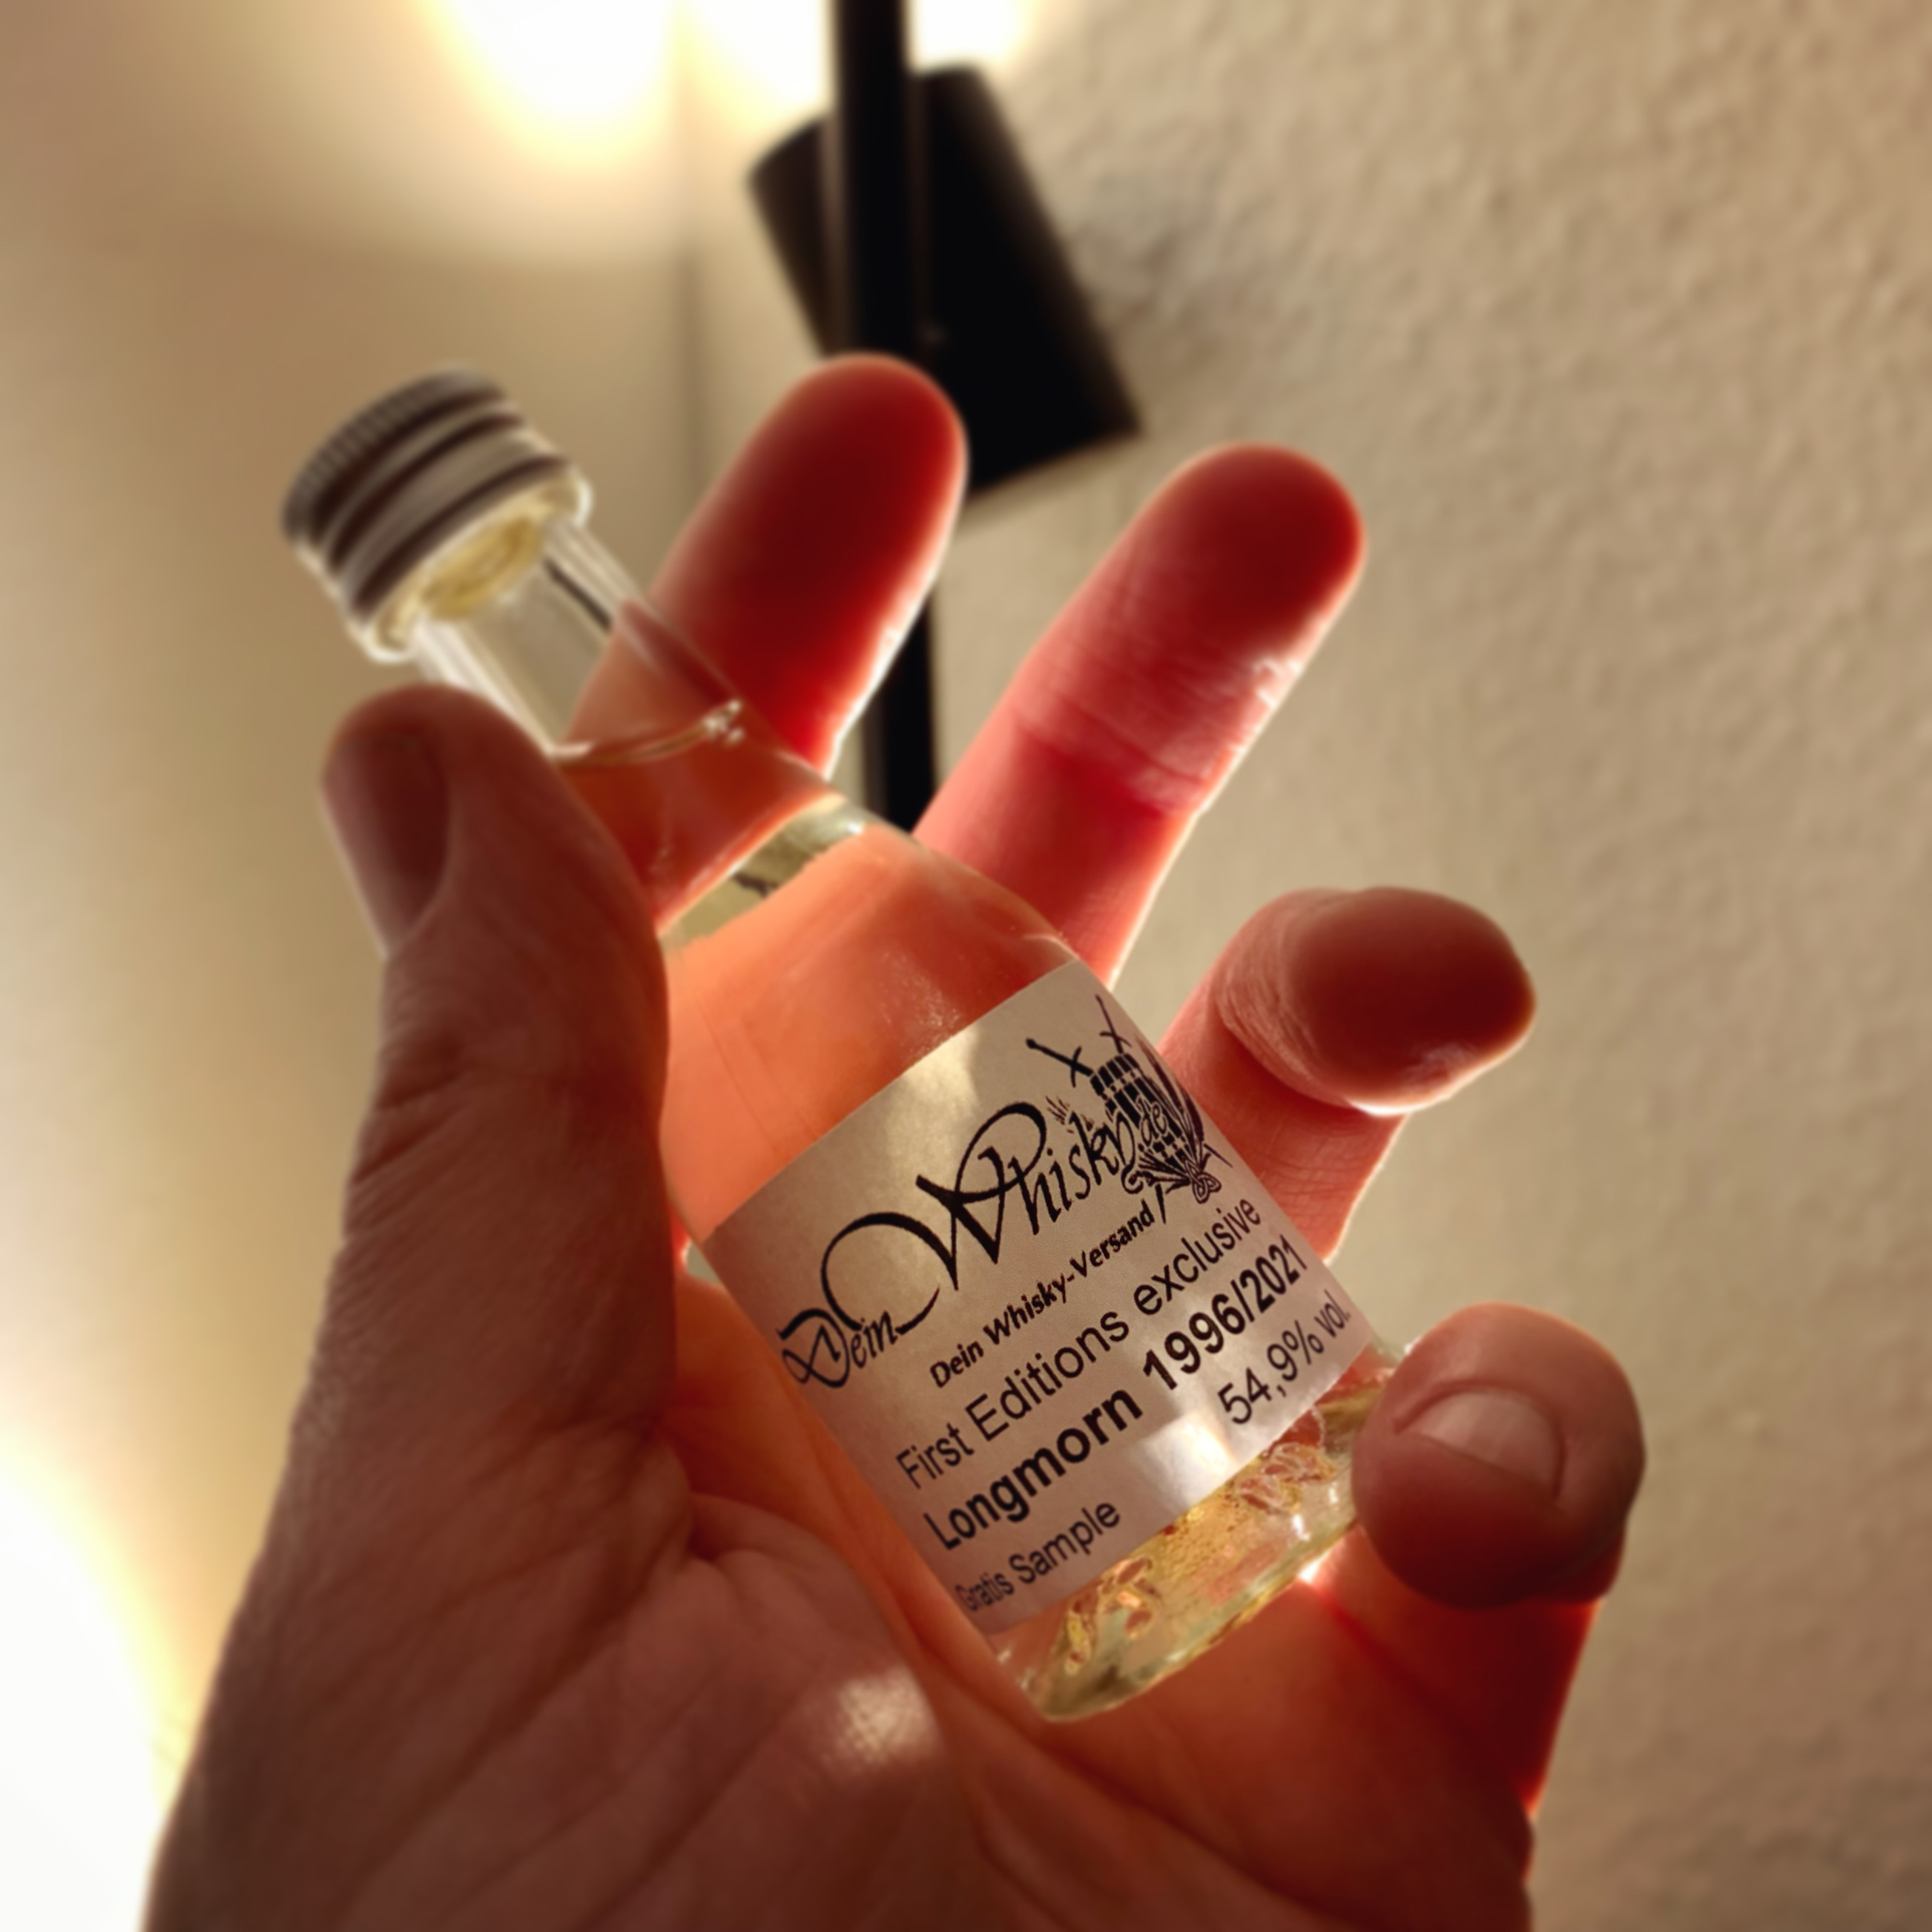 Dein Whisky.de
Dein Whisky-Versand
First Editions exclusive
Longmorn 1996/2021
54,9% vol.
Gratis Sample